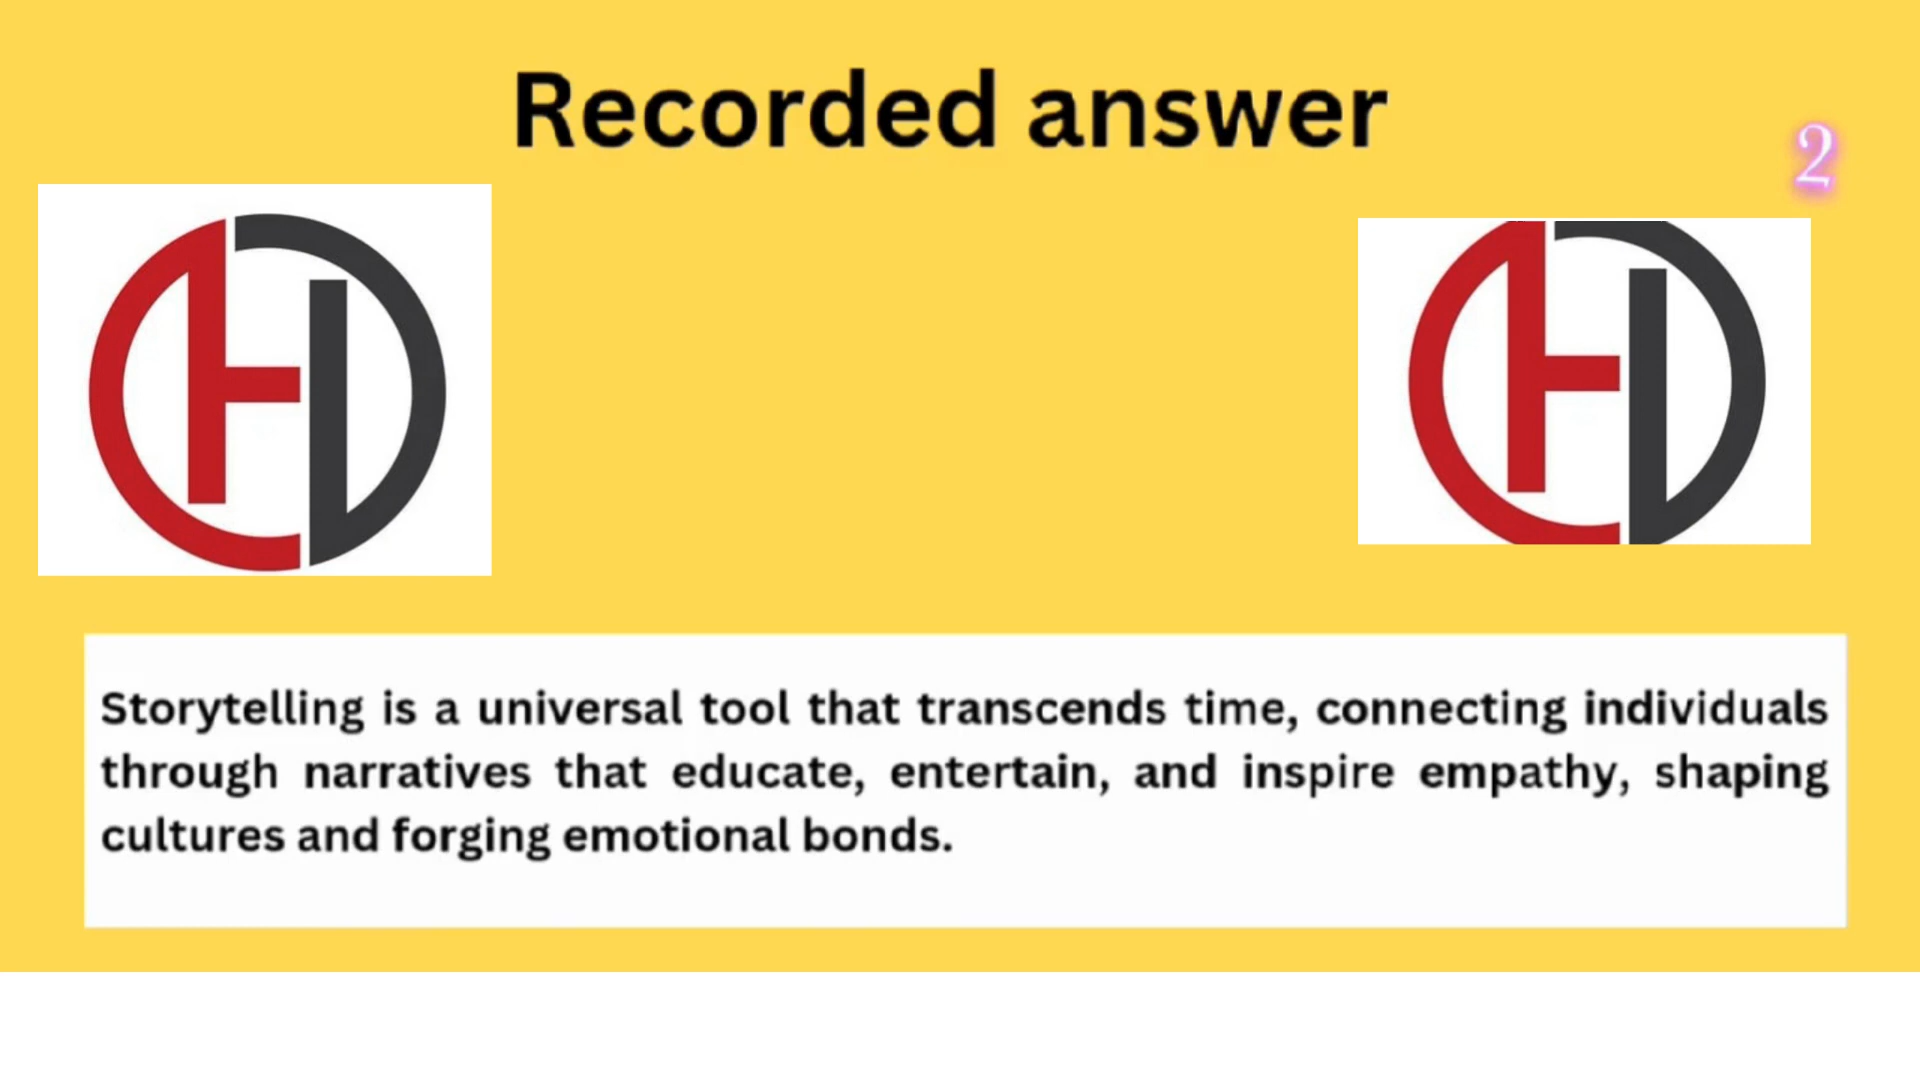 Recorded answer
2
Storytelling is a universal tool that transcends time, connecting individuals
through narratives that educate, entertain, and inspire empathy, shaping
cultures and forging emotional bonds.